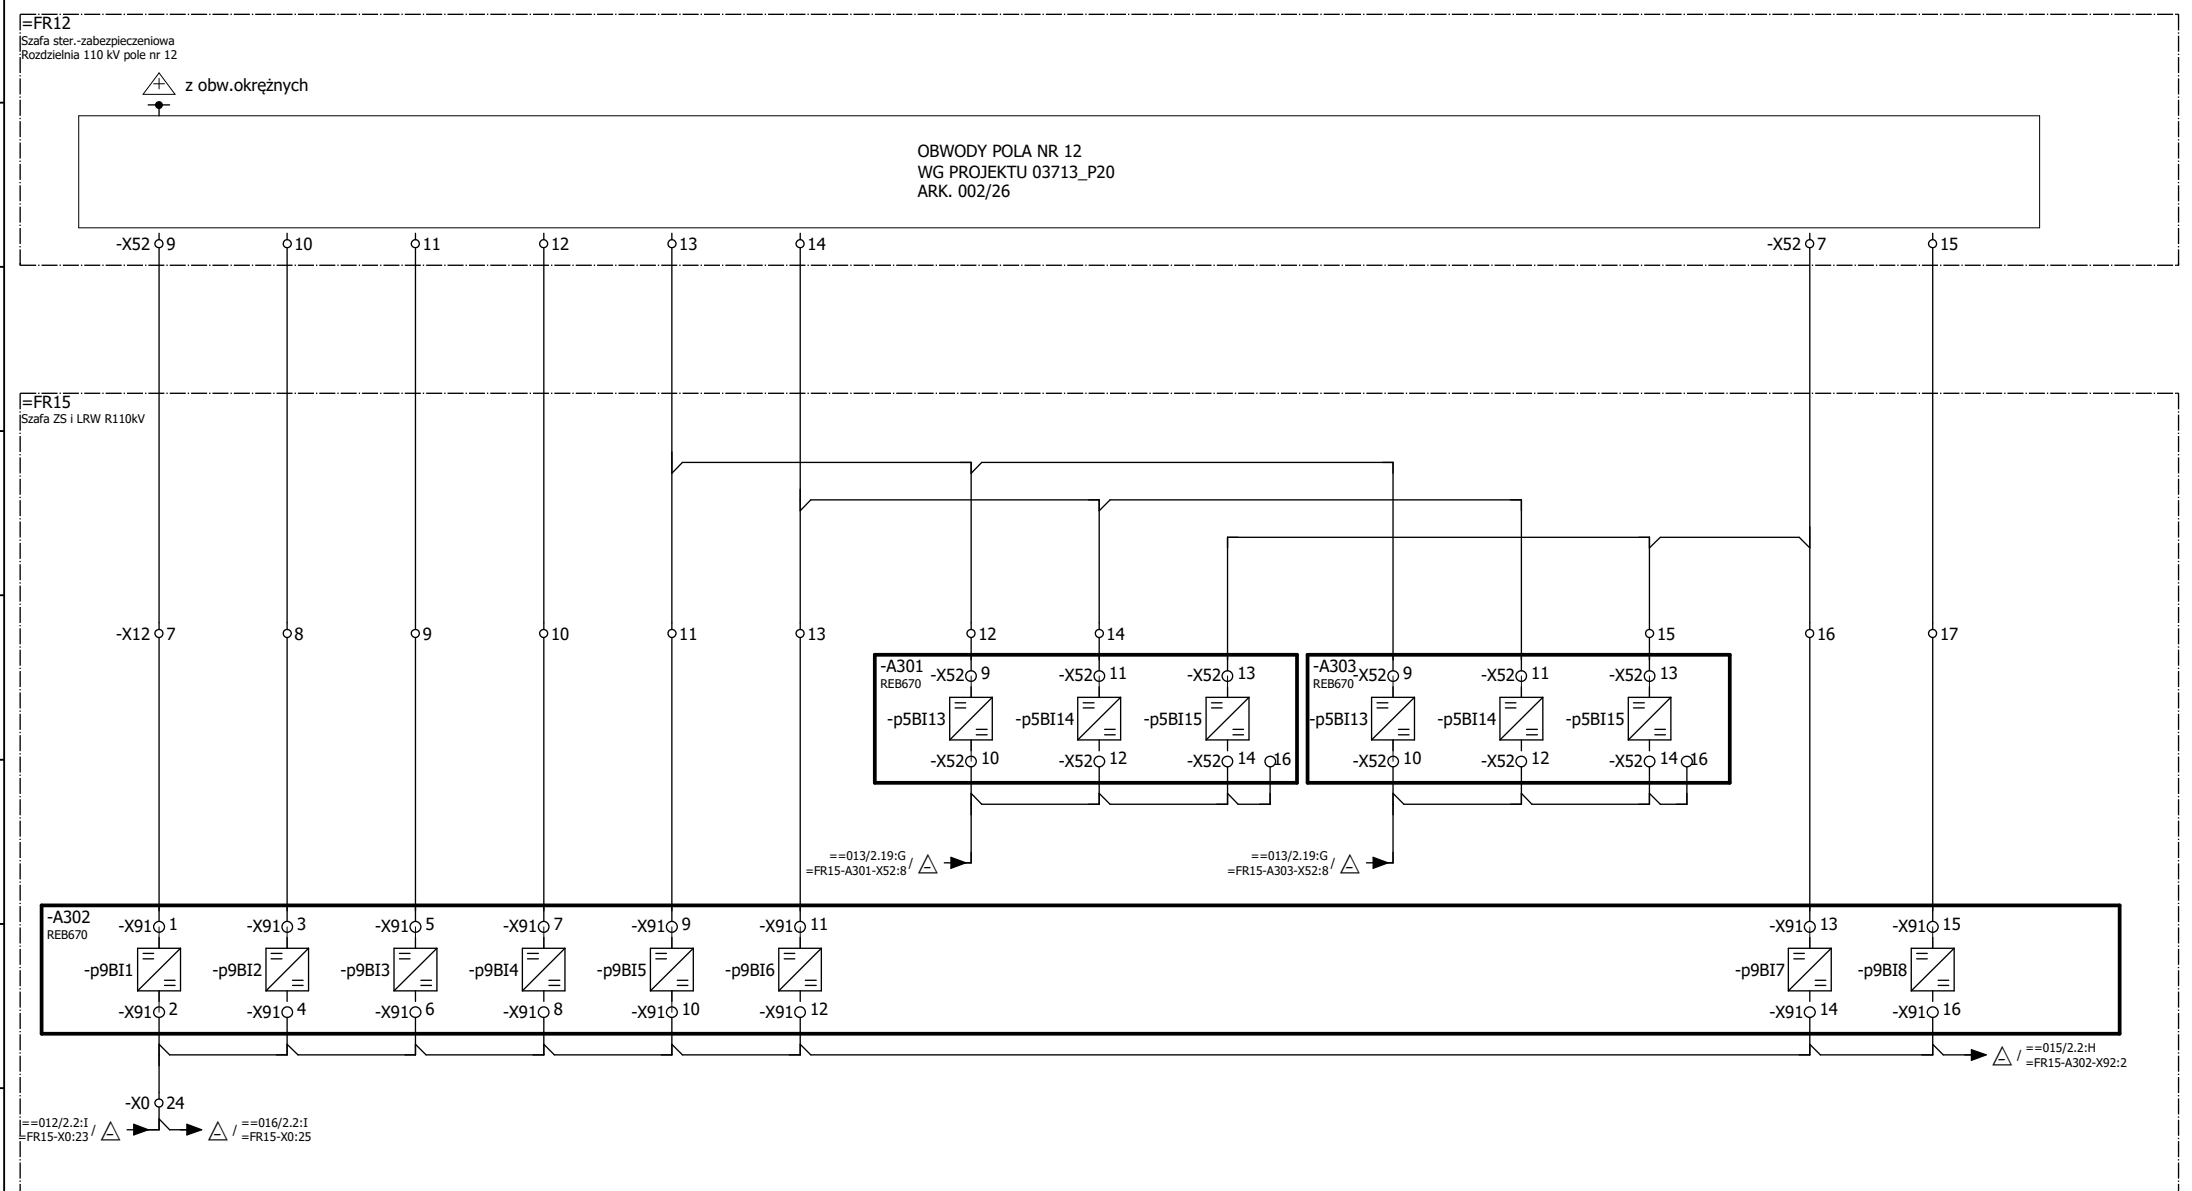 =FR12
Szafa ster.-zabezpieczeniowa
Rozdzielnia 110 kV pole nr 12
+ z obw.okrężnych
OBWODY POLA NR 12
WG PROJEKTU 03713_P20
ARK. 002/26
-X52 9 10 11 12 13 14 -X52 7 15
=FR15
Szafa ZS i LRW R110kV
-X12 7 8 9 10 11 13 12 14 15 16 17
-A301 -X52 9 -X52 11 -X52 13 -A303 -X52 9 -X52 11 -X52 13
REB670 REB670
-p5BI13 -p5BI14 -p5BI15 -p5BI13 -p5BI14 -p5BI15
-X52 10 -X52 12 -X52 14 16 -X52 10 -X52 12 -X52 14 16
==013/2.19:G ==013/2.19:G
=FR15-A301-X52:8 / - =FR15-A303-X52:8 / -
-A302
REB670
-X91 1 -X91 3 -X91 5 -X91 7 -X91 9 -X91 11 -X91 13 -X91 15
-p9BI1 -p9BI2 -p9BI3 -p9BI4 -p9BI5 -p9BI6 -p9BI7 -p9BI8
-X91 2 -X91 4 -X91 6 -X91 8 -X91 10 -X91 12 -X91 14 -X91 16
- / ==015/2.2:H
=FR15-A302-X92:2
-X0 24
==012/2.2:I / - - / ==016/2.2:I
=FR15-X0:23 =FR15-X0:25